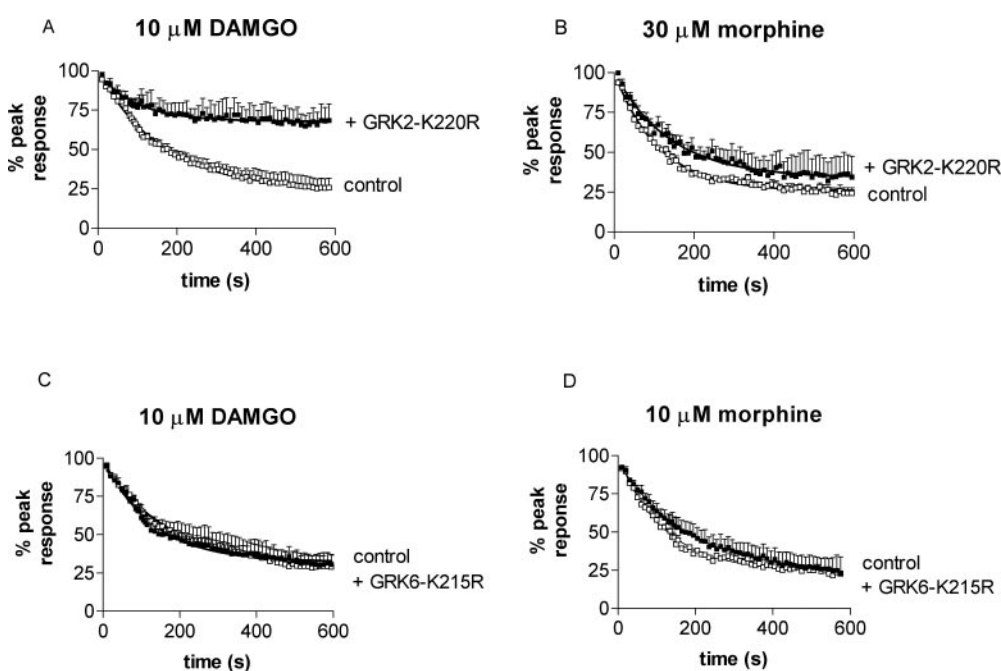 A
10 μM DAMGO
% peak
response
100
75
50
25
0
+ GRK2-K220R
control
0 200 400 600
time (s)
B
30 μM morphine
% peak
response
100
75
50
25
0
+ GRK2-K220R
control
0 200 400 600
time (s)
C
10 μM DAMGO
% peak
response
100
75
50
25
0
control
+ GRK6-K215R
0 200 400 600
time (s)
D
10 μM morphine
% peak
reponse
100
75
50
25
0
control
+ GRK6-K215R
0 200 400 600
time (s)